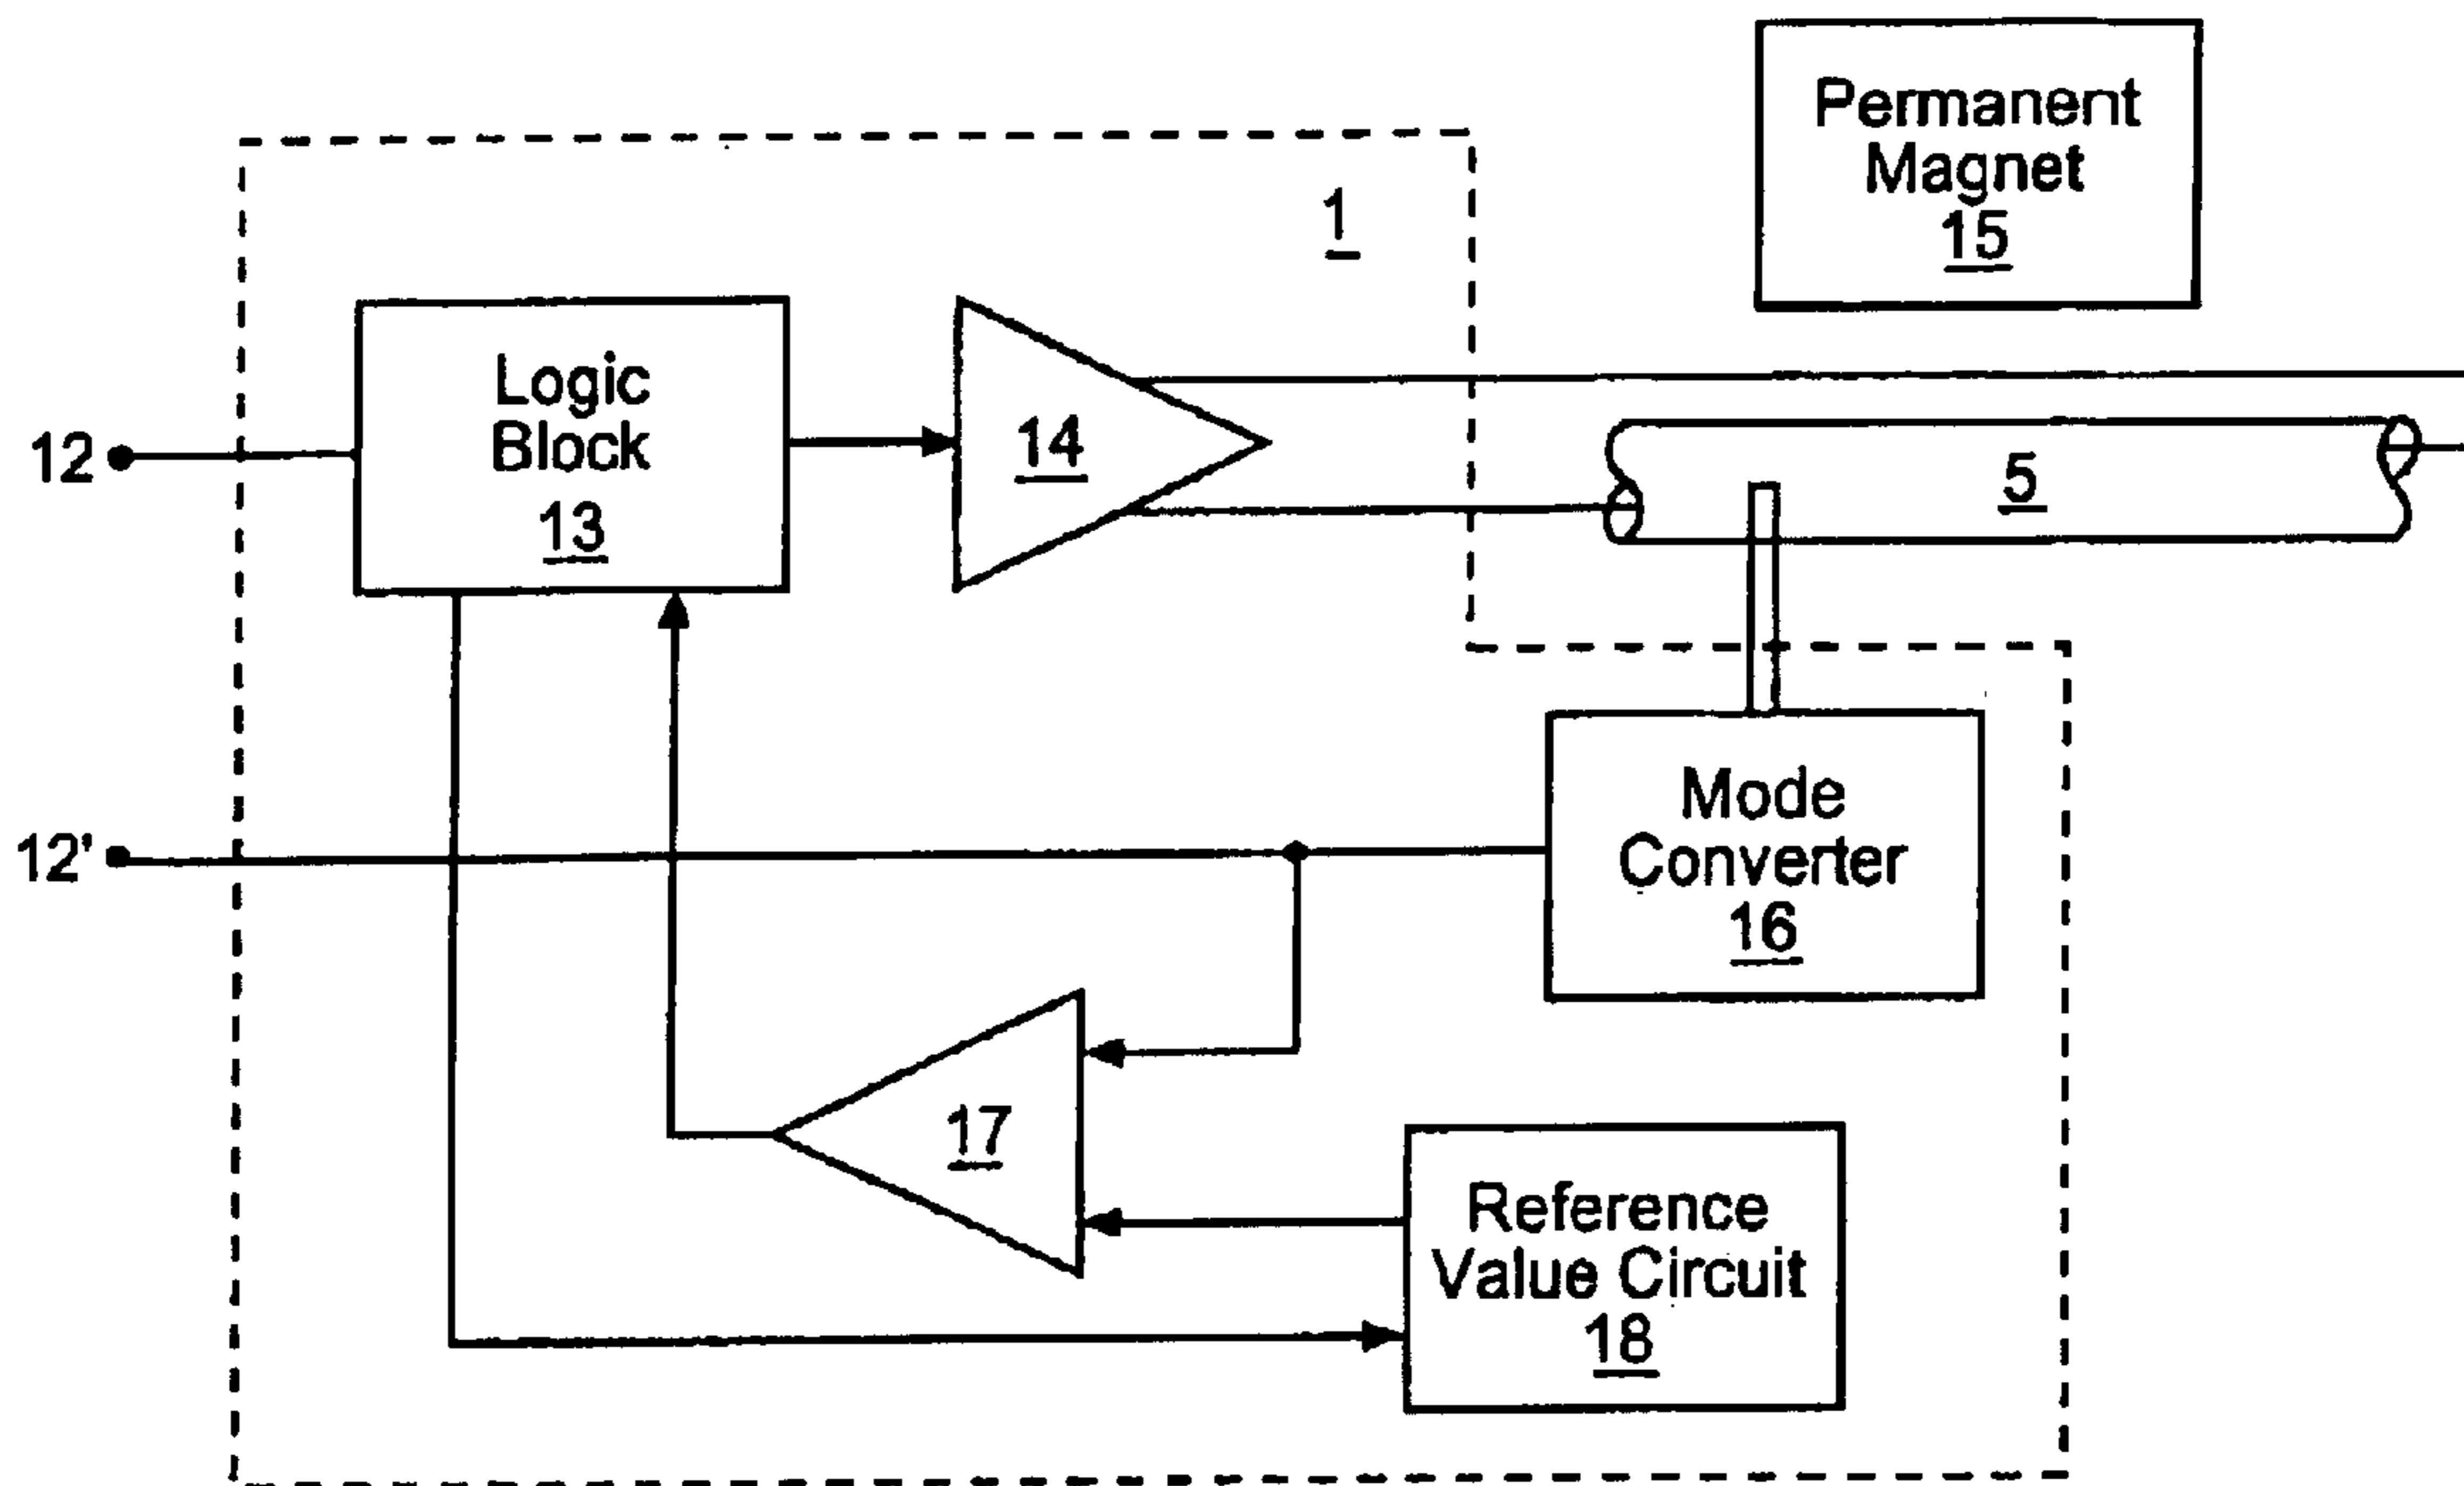 Permanent
Magnet
15
1
Logic
Block
13
14
12
5
12'
Mode
Converter
16
17
Reference
Value Circuit
18